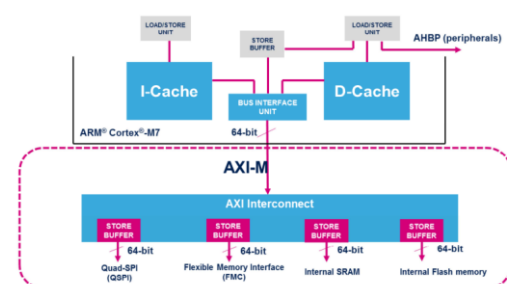 LOAD/STORE
UNIT
STORE
BUFFER
LOAD/STORE
UNIT
AHBP (peripherals)
I-Cache
BUS INTERFACE
UNIT
D-Cache
64-bit
ARM® Cortex®-M7
AXI-M
AXI Interconnect
STORE
BUFFER
STORE
BUFFER
STORE
BUFFER
STORE
BUFFER
64-bit
64-bit
64-bit
64-bit
Quad-SPI
(QSPI)
Flexible Memory Interface
(FMC)
Internal SRAM
Internal Flash memory